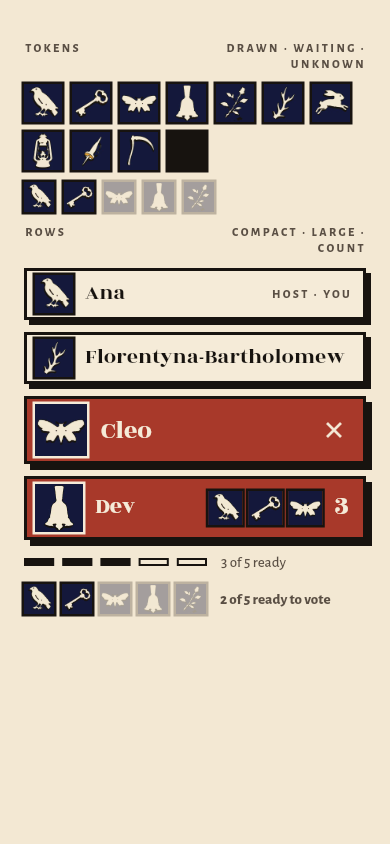 TOKENS
DRAWN · WAITING ·
UNKNOWN
ROWS
COMPACT · LARGE ·
COUNT
Ana
HOST · YOU
Florentyna-Bartholomew
Cleo ✕
Dev 3
3 of 5 ready
2 of 5 ready to vote